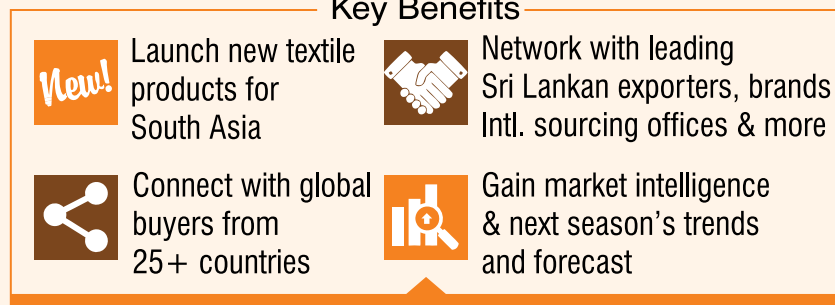 Key Benefits
New!
Launch new textile
products for
South Asia
Network with leading
Sri Lankan exporters, brands
Intl. sourcing offices & more
Connect with global
buyers from
25+ countries
Gain market intelligence
& next season's trends
and forecast